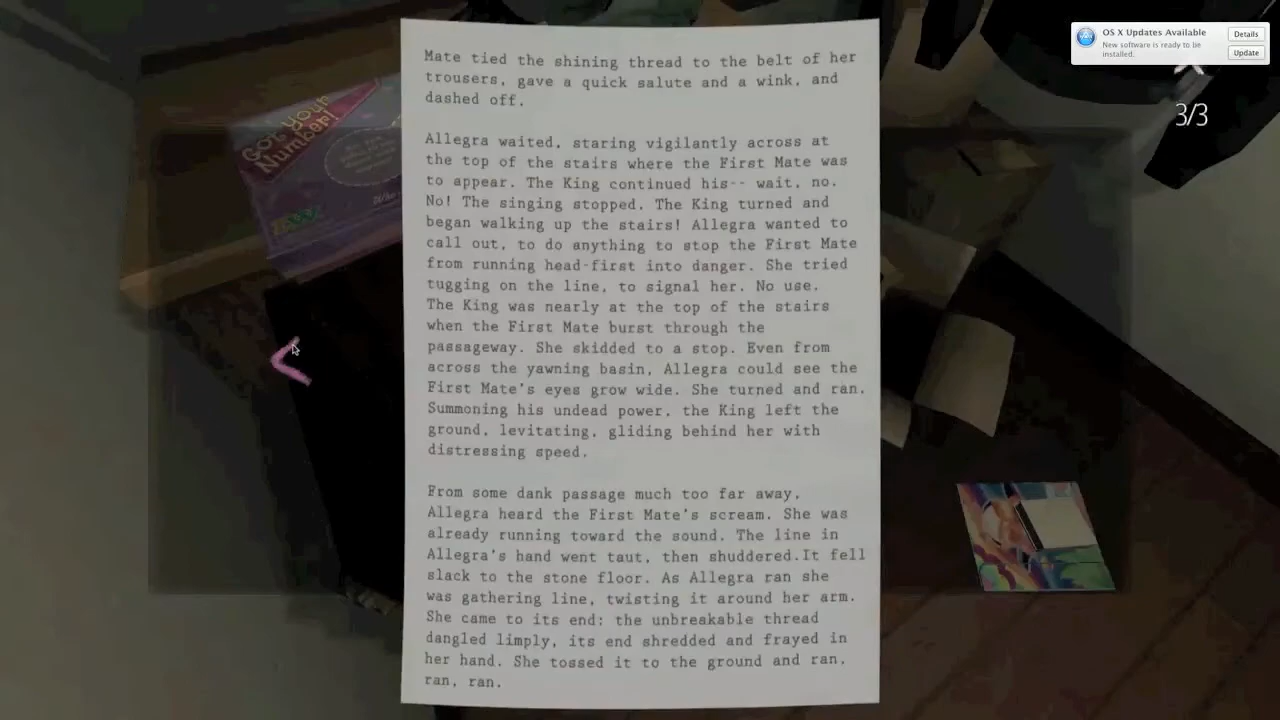 OS X Updates Available
New software is ready to be
installed.
Details
Update
3/3
Got Your
Number!
Mate tied the shining thread to the belt of her
trousers, gave a quick salute and a wink, and
dashed off.
Allegra waited, staring vigilantly across at
the top of the stairs where the First Mate was
to appear. The King continued his-- wait, no.
No! The singing stopped. The King turned and
began walking up the stairs! Allegra wanted to
call out, to do anything to stop the First Mate
from running head-first into danger. She tried
tugging on the line, to signal her. No use.
The King was nearly at the top of the stairs
when the First Mate burst through the
passageway. She skidded to a stop. Even from
across the yawning basin, Allegra could see the
First Mate's eyes grow wide. She turned and ran.
Summoning his undead power, the King left the
ground, levitating, gliding behind her with
distressing speed.
From some dank passage much too far away,
Allegra heard the First Mate's scream. She was
already running toward the sound. The line in
Allegra's hand went taut, then shuddered.It fell
slack to the stone floor. As Allegra ran she
was gathering line, twisting it around her arm.
She came to its end: the unbreakable thread
dangled limply, its end shredded and frayed in
her hand. She tossed it to the ground and ran,
ran, ran.